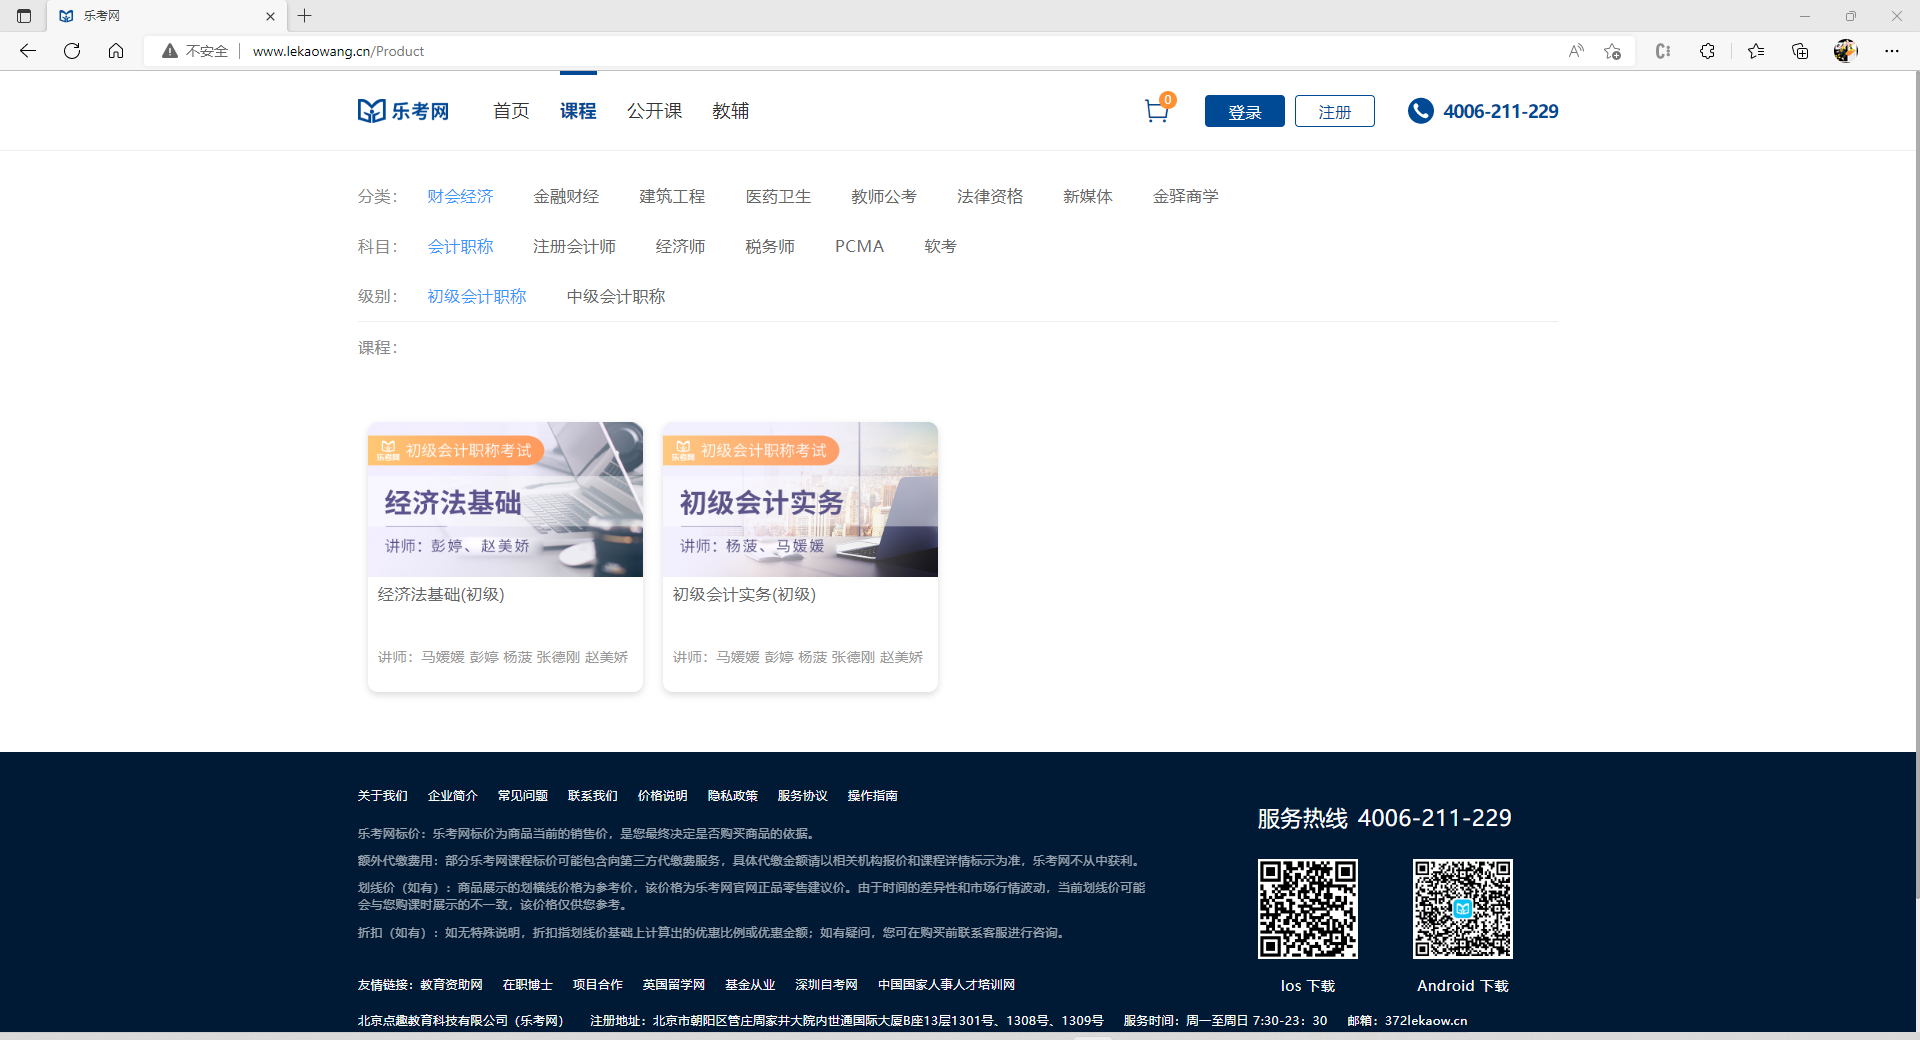 乐考网
不安全 www.lekaowang.cn/Product
乐考网 首页 课程 公开课 教辅 0 登录 注册 4006-211-229
分类： 财会经济 金融财经 建筑工程 医药卫生 教师公考 法律资格 新媒体 金驿商学
科目： 会计职称 注册会计师 经济师 税务师 PCMA 软考
级别： 初级会计职称 中级会计职称
课程：
乐考网 初级会计职称考试
经济法基础
讲师：彭婷、赵美娇
经济法基础(初级)
讲师：马媛媛 彭婷 杨菠 张德刚 赵美娇
乐考网 初级会计职称考试
初级会计实务
讲师：杨菠、马媛媛
初级会计实务(初级)
讲师：马媛媛 彭婷 杨菠 张德刚 赵美娇
关于我们 企业简介 常见问题 联系我们 价格说明 隐私政策 服务协议 操作指南
乐考网标价：乐考网标价为商品当前的销售价，是您最终决定是否购买商品的依据。
额外代缴费用：部分乐考网课程标价可能包含向第三方代缴费服务，具体代缴金额请以相关机构报价和课程详情标示为准，乐考网不从中获利。
划线价（如有）：商品展示的划横线价格为参考价，该价格为乐考网官网正品零售建议价。由于时间的差异性和市场行情波动，当前划线价可能
会与您购课时展示的不一致，该价格仅供您参考。
折扣（如有）：如无特殊说明，折扣指划线价基础上计算出的优惠比例或优惠金额；如有疑问，您可在购买前联系客服进行咨询。
服务热线 4006-211-229
Ios 下载
Android 下载
友情链接：教育资助网 在职博士 项目合作 英国留学网 基金从业 深圳自考网 中国国家人事人才培训网
北京点趣教育科技有限公司（乐考网） 注册地址：北京市朝阳区管庄周家井大院内世通国际大厦B座13层1301号、1308号、1309号 服务时间：周一至周日 7:30-23：30 邮箱：372lekaow.cn